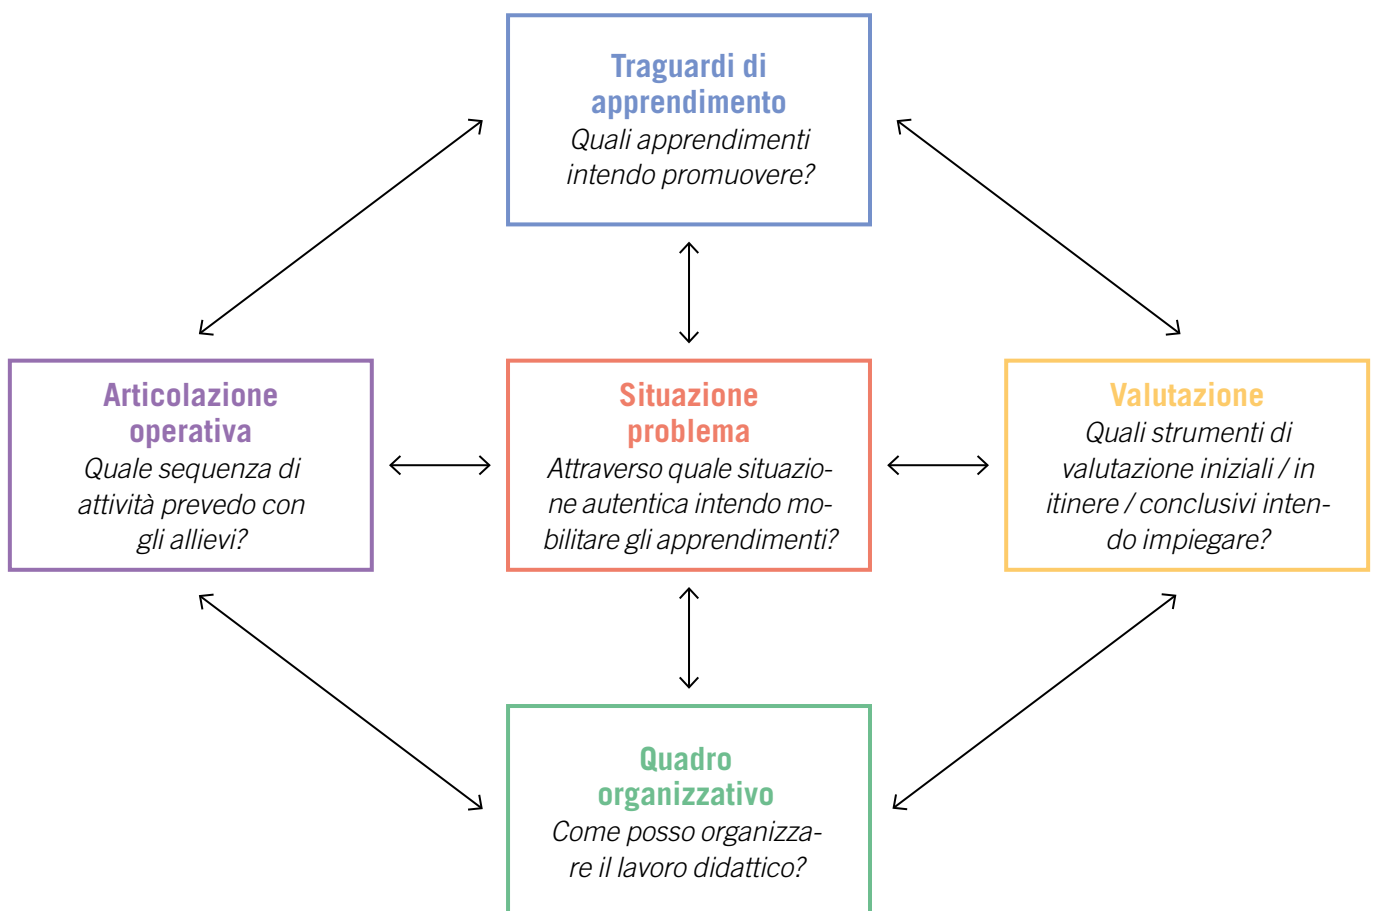 Traguardi di
apprendimento
Quali apprendimenti
intendo promuovere?
Articolazione
operativa
Quale sequenza di
attività prevedo con
gli allievi?
Situazione
problema
Attraverso quale situazio-
ne autentica intendo mo-
bilitare gli apprendimenti?
Valutazione
Quali strumenti di
valutazione iniziali / in
itinere / conclusivi inten-
do impiegare?
Quadro
organizzativo
Come posso organizza-
re il lavoro didattico?